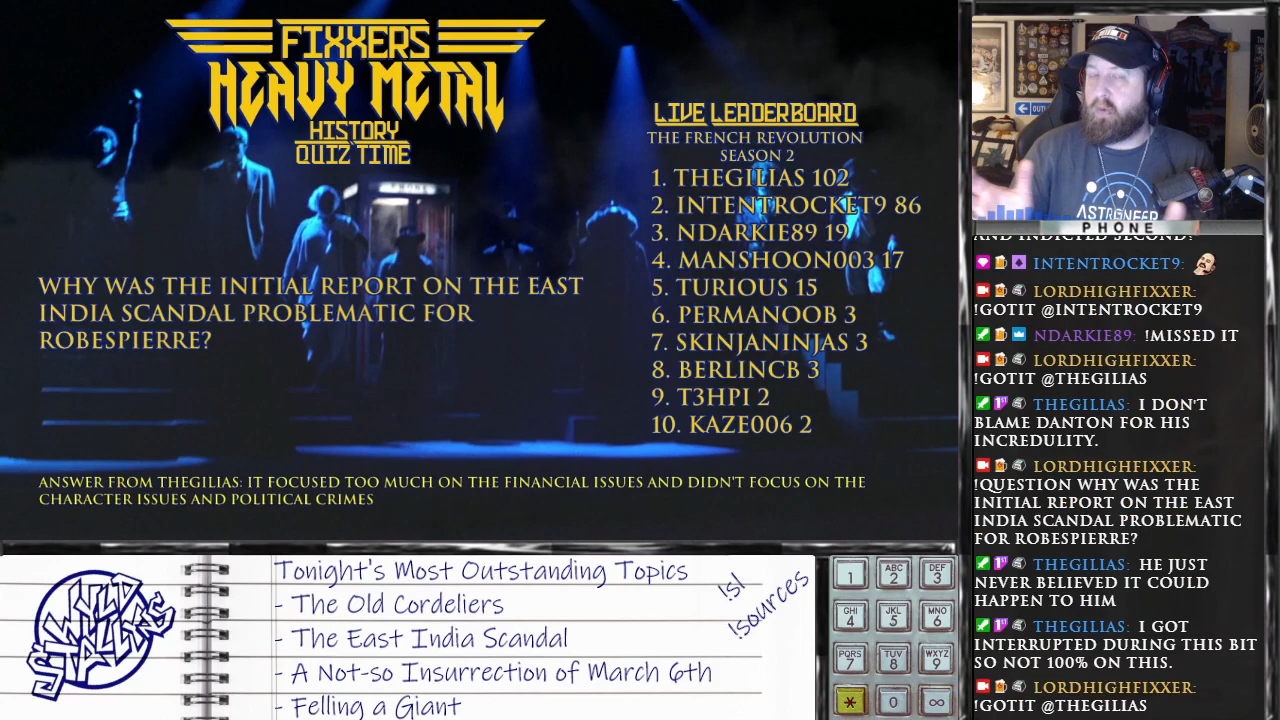 FIXXERS
HEAVY METAL
HISTORY
QUIZ TIME
LIVE LEADERBOARD
THE FRENCH REVOLUTION
SEASON 2
1. THEGILIAS 102
2. INTENTROCKET9 86
3. NDARKIE89 19
4. MANSHOON003 17
5. TURIOUS 15
6. PERMANOOB 3
7. SKINJANINJAS 3
8. BERLINCB 3
9. T3HPI 2
10. KAZE006 2
PHONE
WHY WAS THE INITIAL REPORT ON THE EAST
INDIA SCANDAL PROBLEMATIC FOR
ROBESPIERRE?
ANSWER FROM THEGILIAS: IT FOCUSED TOO MUCH ON THE FINANCIAL ISSUES AND DIDN'T FOCUS ON THE
CHARACTER ISSUES AND POLITICAL CRIMES
WYLD
STALLYNS
Tonight's Most Outstanding Topics
- The Old Cordeliers
- The East India Scandal
- A Not-so Insurrection of March 6th
- Felling a Giant
!sl
!sources
1
ABC
2
DEF
3
GHI
4
JKL
5
MNO
6
PQRS
7
TUV
8
WXYZ
9
*
0
∞
OUT
ASTRONEER
PHONE
AND INDICTED SECOND?
INTENTROCKET9:
LORDHIGHFIXXER:
!GOTIT @INTENTROCKET9
NDARKIE89: !MISSED IT
LORDHIGHFIXXER:
!GOTIT @THEGILIAS
THEGILIAS: I DON'T
BLAME DANTON FOR HIS
INCREDULITY.
LORDHIGHFIXXER:
!QUESTION WHY WAS THE
INITIAL REPORT ON THE EAST
INDIA SCANDAL PROBLEMATIC
FOR ROBESPIERRE?
THEGILIAS: HE JUST
NEVER BELIEVED IT COULD
HAPPEN TO HIM
THEGILIAS: I GOT
INTERRUPTED DURING THIS BIT
SO NOT 100% ON THIS.
LORDHIGHFIXXER:
!GOTIT @THEGILIAS